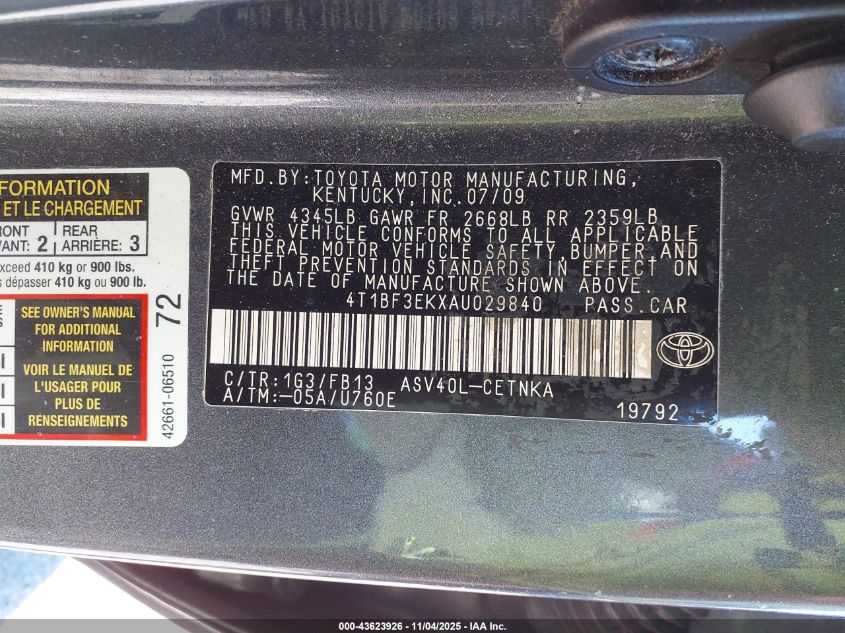 FORMATION
ET LE CHARGEMENT
FRONT
VANT: 2
REAR
ARRIÈRE: 3
xceed 410 kg or 900 lbs.
s dépasser 410 kg ou 900 lb.
SEE OWNER'S MANUAL
FOR ADDITIONAL
INFORMATION
VOIR LE MANUEL DE
L'USAGER POUR
PLUS DE
RENSEIGNEMENTS
42661-06510 72
MFD.BY:TOYOTA MOTOR MANUFACTURING,
KENTUCKY, INC. 07/09
GVWR 4345LB GAWR FR 2668LB RR 2359LB
THIS VEHICLE CONFORMS TO ALL APPLICABLE
FEDERAL MOTOR VEHICLE SAFETY, BUMPER, AND
THEFT PREVENTION STANDARDS IN EFFECT ON
THE DATE OF MANUFACTURE SHOWN ABOVE.
4T1BF3EKXAU029840 PASS.CAR
C/TR: 1G3/FB13 ASV40L-CETNKA
A/TM:-05A/U760E
19792
000-43623926 - 11/04/2025 - IAA Inc.